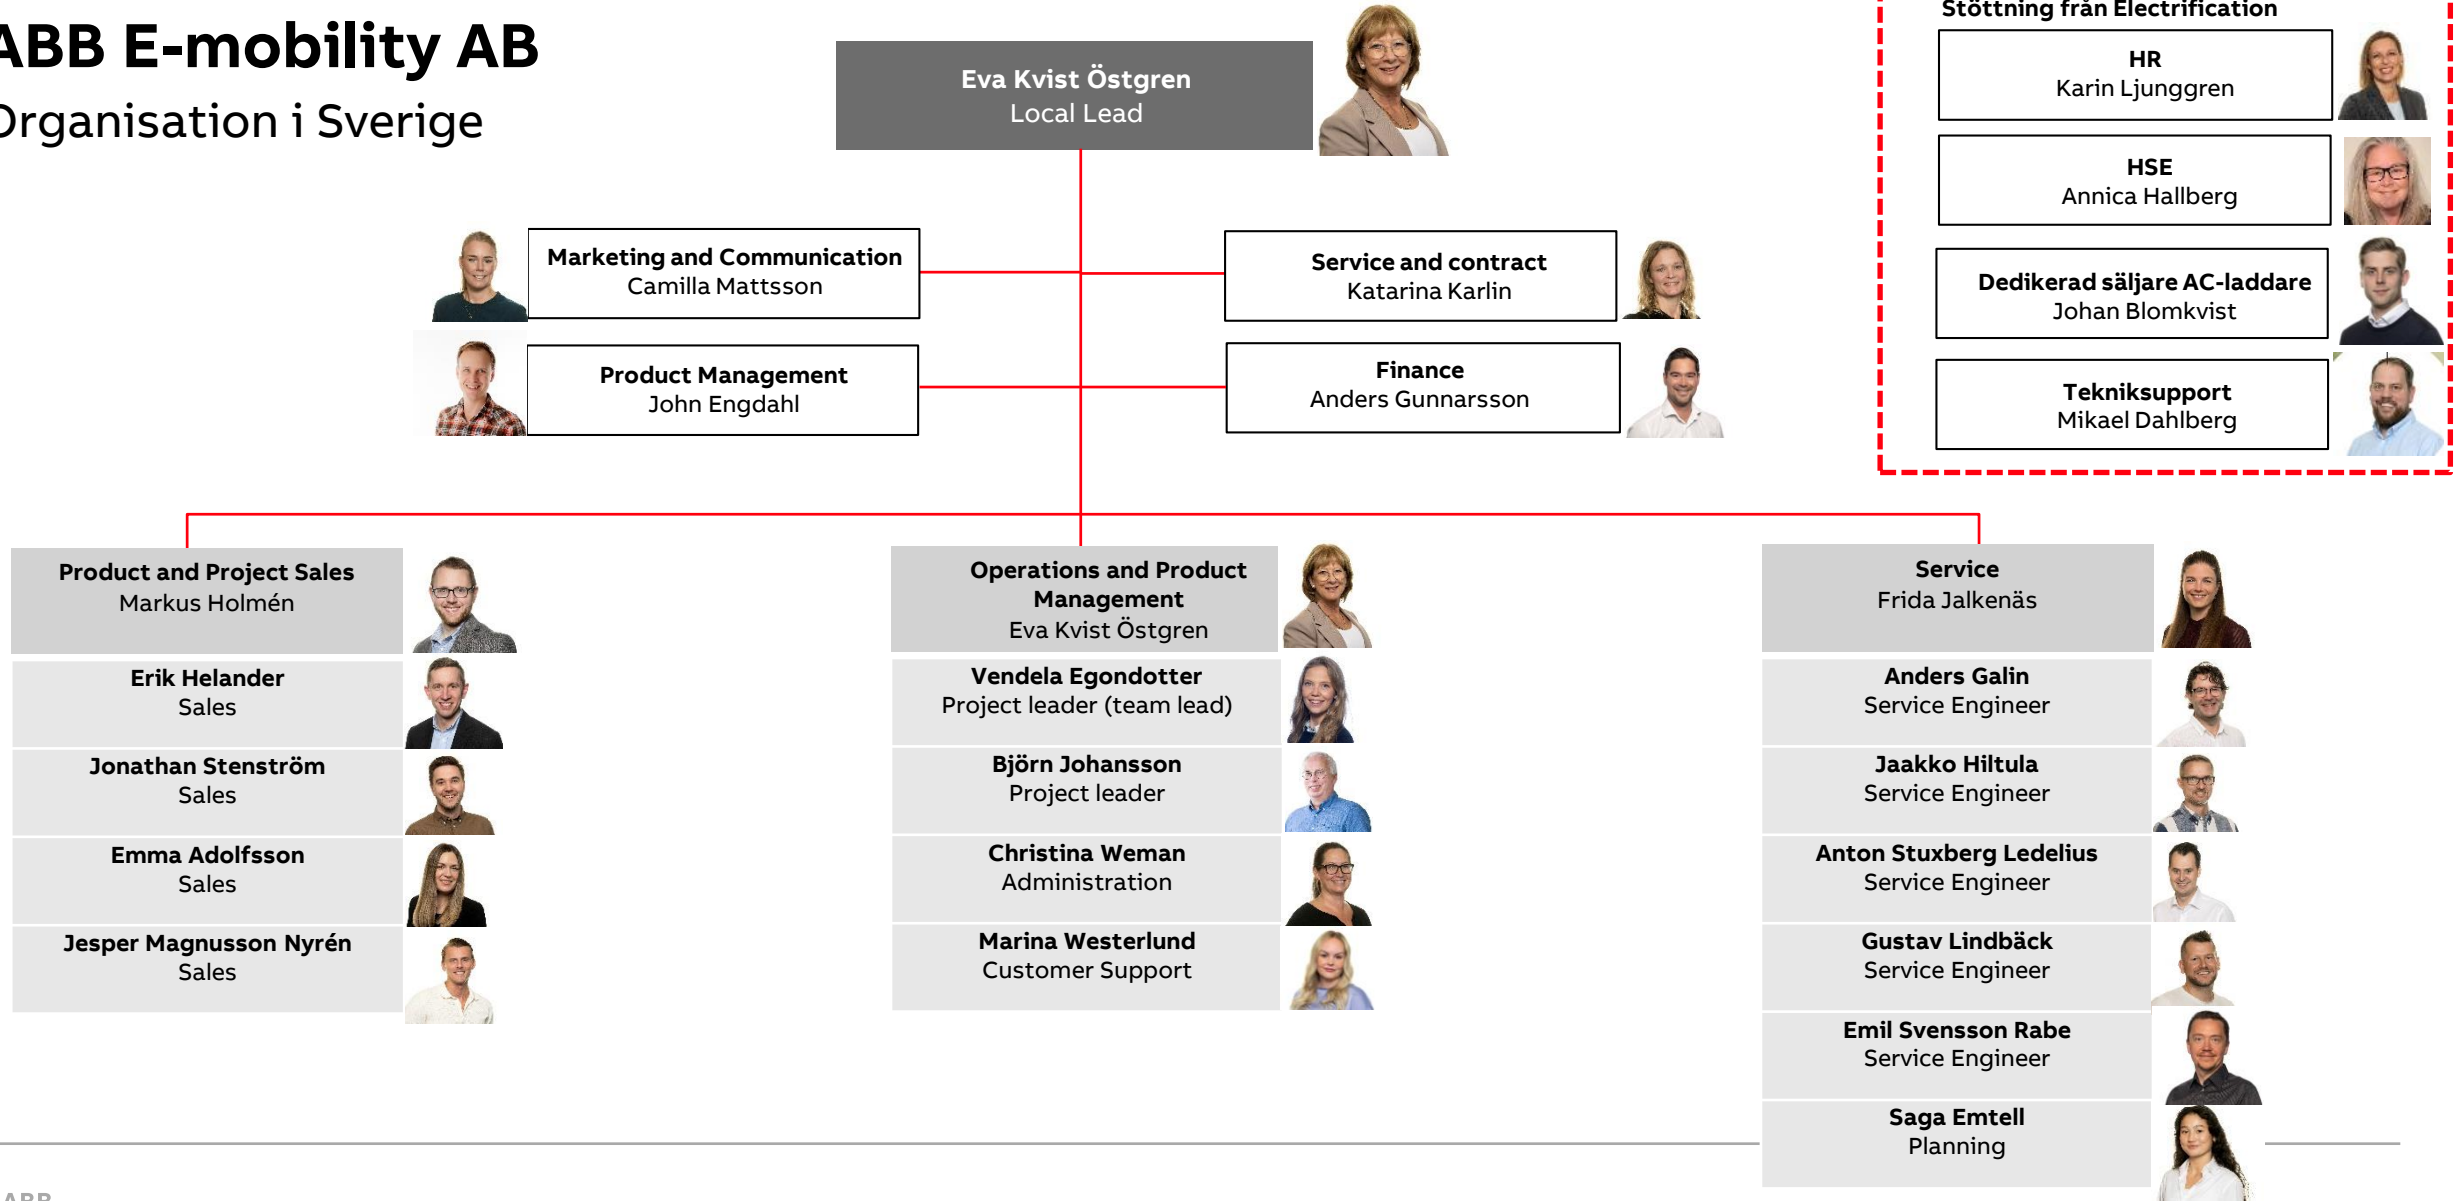 ABB E-mobility AB
Organisation i Sverige
Eva Kvist Östgren
Local Lead
Stöttning från Electrification
HR
Karin Ljunggren
HSE
Annica Hallberg
Dedikerad säljare AC-laddare
Johan Blomkvist
Tekniksupport
Mikael Dahlberg
Marketing and Communication
Camilla Mattsson
Service and contract
Katarina Karlin
Product Management
John Engdahl
Finance
Anders Gunnarsson
Product and Project Sales
Markus Holmén
Erik Helander
Sales
Jonathan Stenström
Sales
Emma Adolfsson
Sales
Jesper Magnusson Nyrén
Sales
Operations and Product
Management
Eva Kvist Östgren
Vendela Egondotter
Project leader (team lead)
Björn Johansson
Project leader
Christina Weman
Administration
Marina Westerlund
Customer Support
Service
Frida Jalkenäs
Anders Galin
Service Engineer
Jaakko Hiltula
Service Engineer
Anton Stuxberg Ledelius
Service Engineer
Gustav Lindbäck
Service Engineer
Emil Svensson Rabe
Service Engineer
Saga Emtell
Planning
ABB